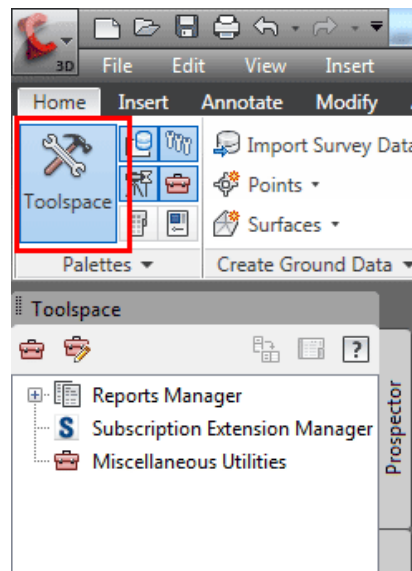 3D
File Edit View Insert
Home Insert Annotate Modify
Toolspace
Import Survey Data
Points
Surfaces
Palettes
Create Ground Data
Toolspace
?
Reports Manager
S Subscription Extension Manager
Miscellaneous Utilities
Prospector